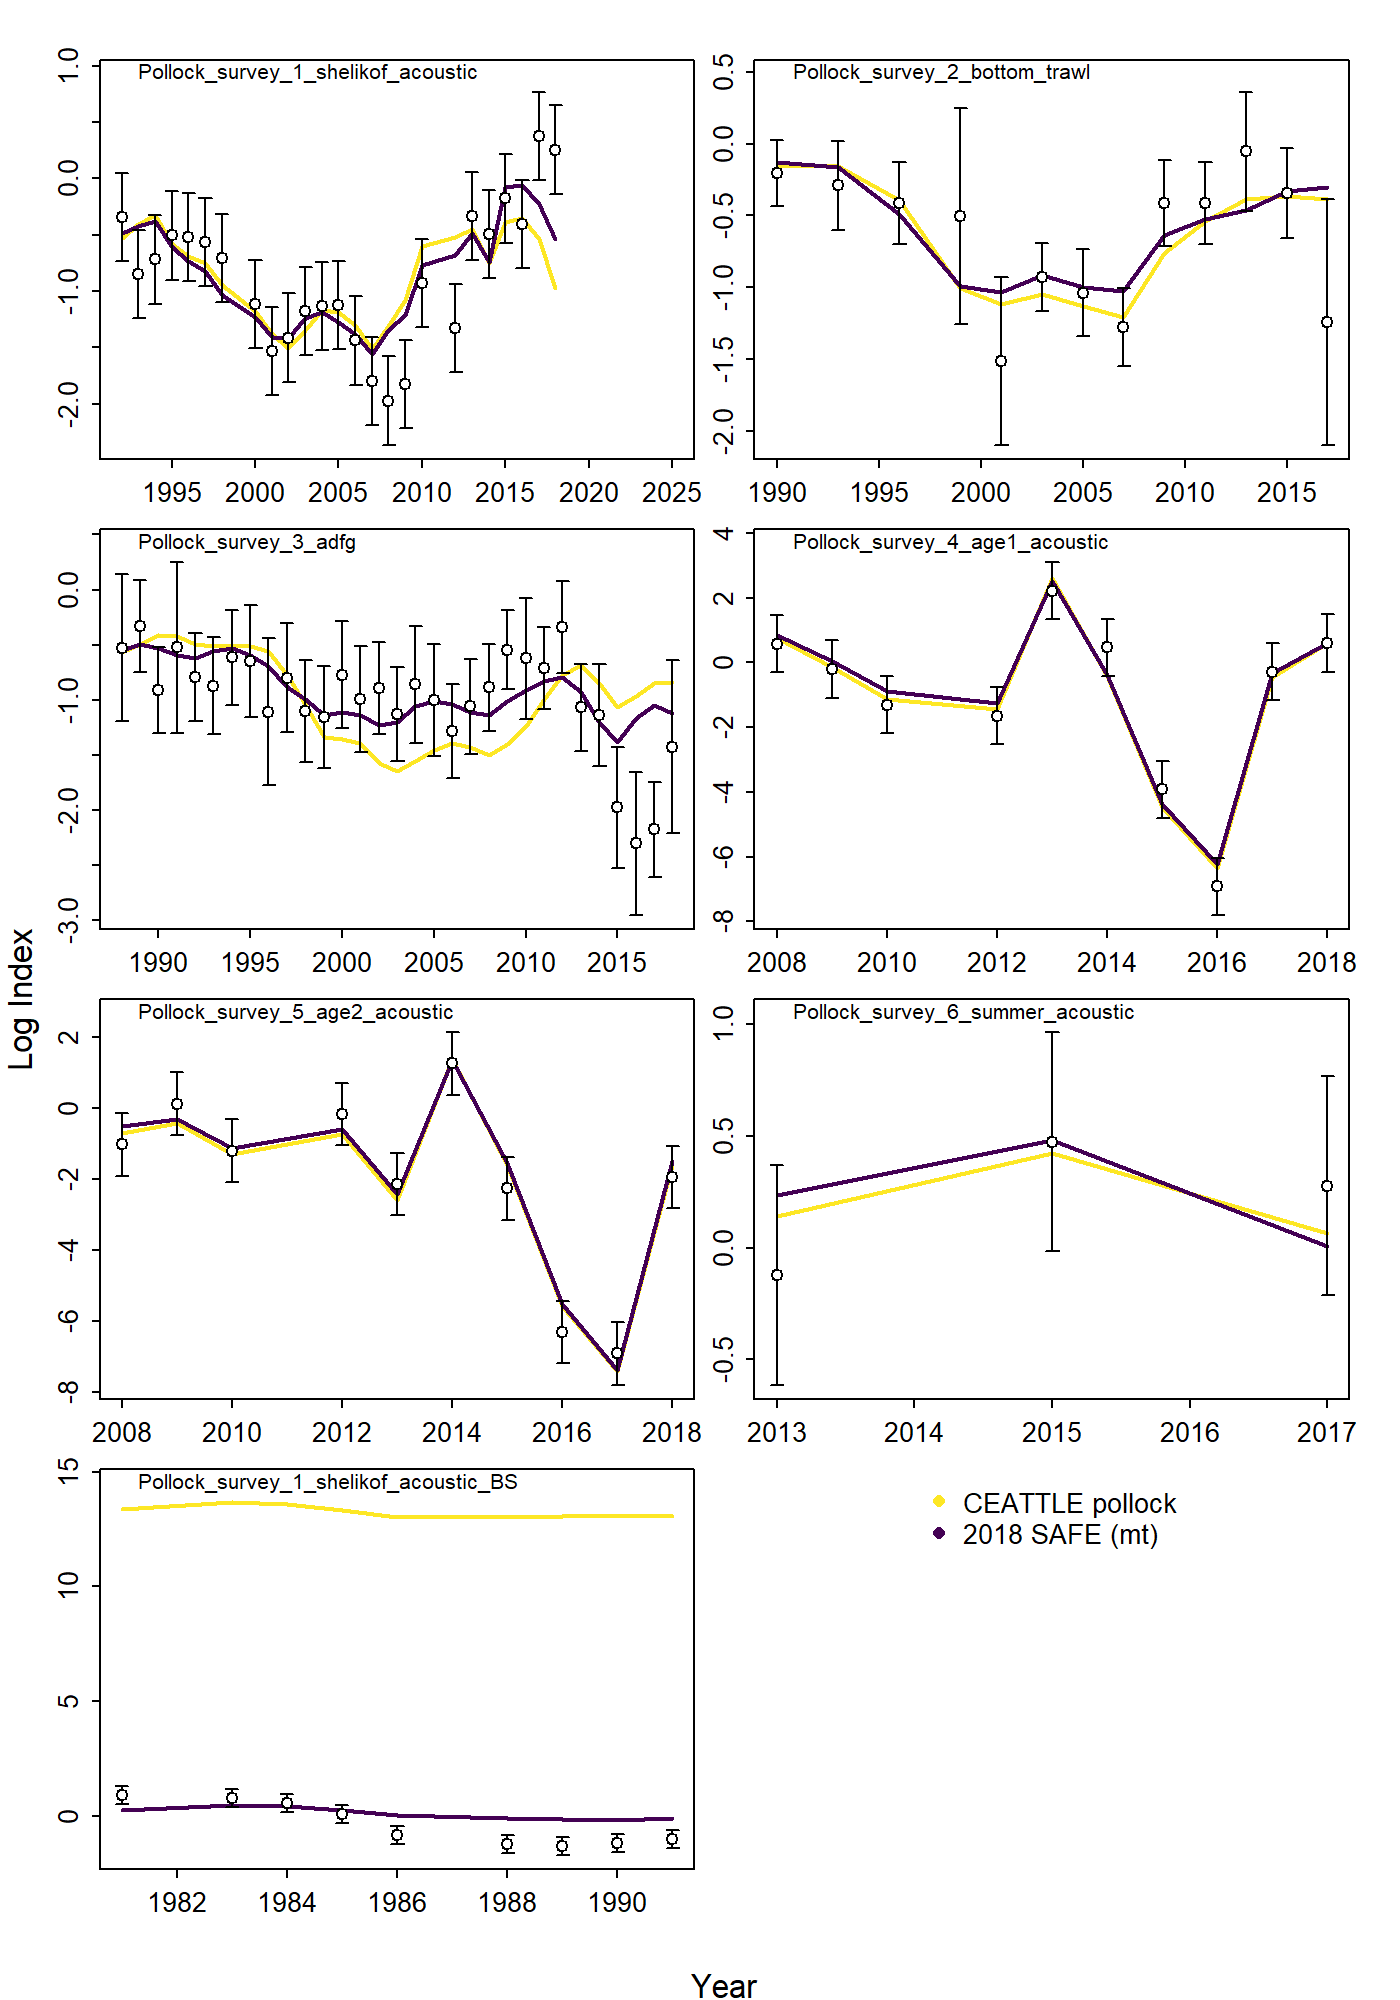 Pollock_survey_1_shelikof_acoustic
1.0
0.0
-1.0
-2.0
1995 2000 2005 2010 2015 2020 2025
Pollock_survey_2_bottom_trawl
0.5
0.0
-0.5
-1.0
-1.5
-2.0
1990 1995 2000 2005 2010 2015
Pollock_survey_3_adfg
0.0
-1.0
-2.0
-3.0
1990 1995 2000 2005 2010 2015
Pollock_survey_4_age1_acoustic
4
2
0
-2
-4
-6
-8
2008 2010 2012 2014 2016 2018
Log Index
Pollock_survey_5_age2_acoustic
2
0
-2
-4
-6
-8
2008 2010 2012 2014 2016 2018
Pollock_survey_6_summer_acoustic
1.0
0.5
0.0
-0.5
2013 2014 2015 2016 2017
Pollock_survey_1_shelikof_acoustic_BS
15
10
5
0
1982 1984 1986 1988 1990
CEATTLE pollock
2018 SAFE (mt)
Year